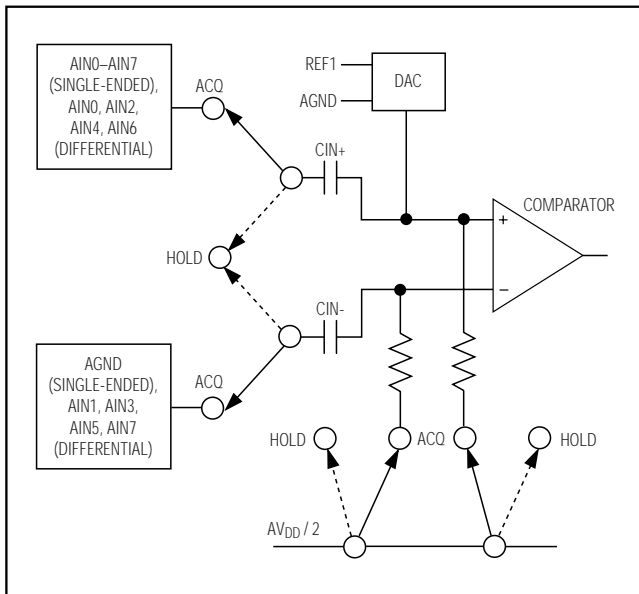 AIN0–AIN7
(SINGLE-ENDED),
AIN0, AIN2,
AIN4, AIN6
(DIFFERENTIAL)
ACQ
REF1
AGND
DAC
CIN+
COMPARATOR
+
−
HOLD
CIN-
AGND
(SINGLE-ENDED),
AIN1, AIN3,
AIN5, AIN7
(DIFFERENTIAL)
ACQ
HOLD
ACQ
HOLD
AVDD / 2